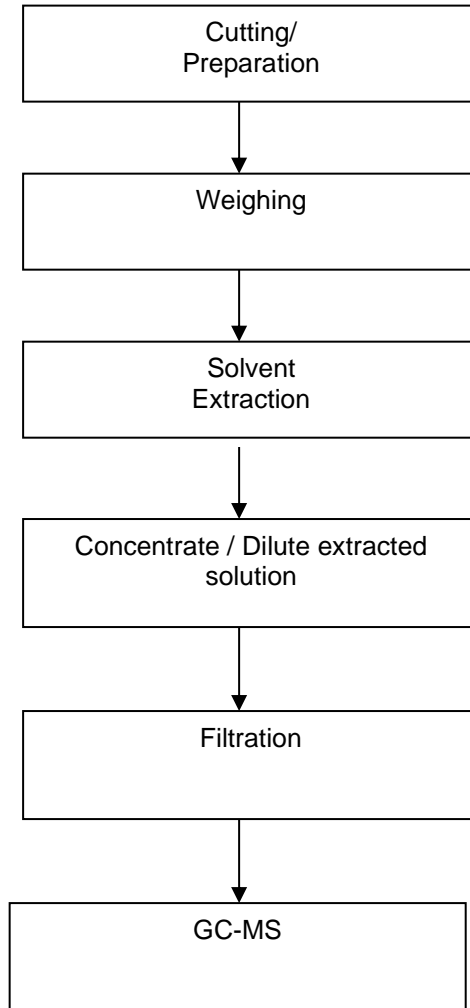 Cutting/
Preparation
Weighing
Solvent
Extraction
Concentrate / Dilute extracted
solution
Filtration
GC-MS